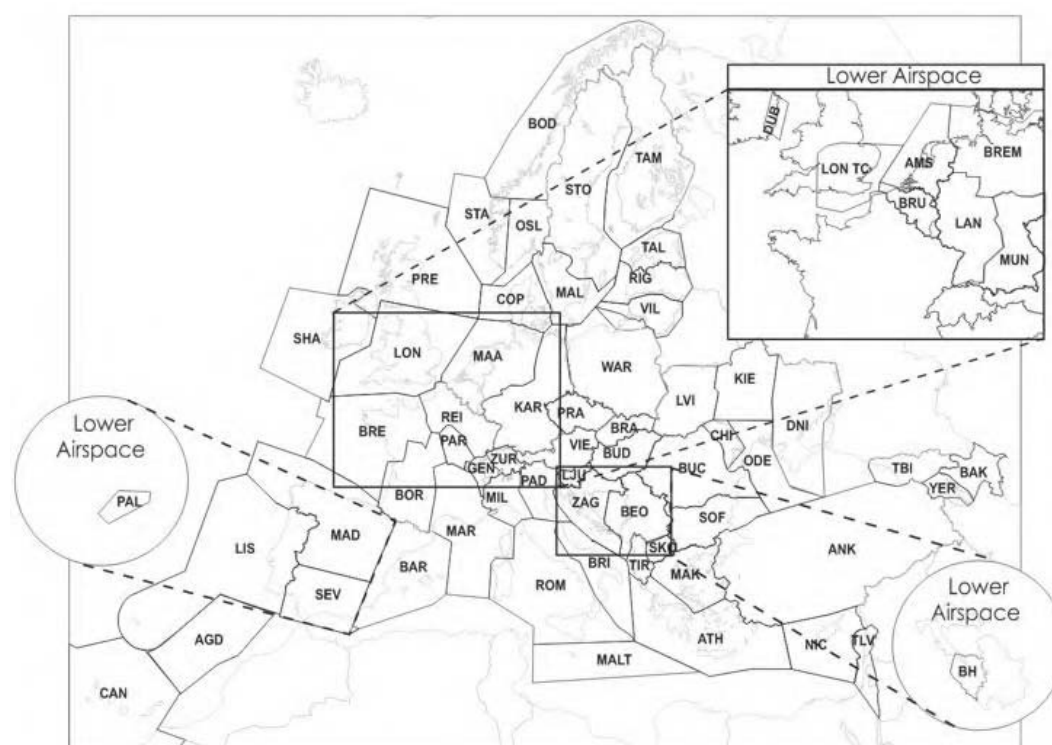 Lower Airspace
DUB
LON TC
AMS
BREM
BRU
LAN
MUN
BOD
TAM
STO
STA
OSL
TAL
RIG
PRE
COP
MAL
VIL
SHA
LON
MAA
WAR
KIE
KAR
LVI
PRA
REI
BRA
DNI
BRE
PAR
VIE
CHI
ODE
ZUR
BUD
GEN
LJU
BUC
TBI
BAK
YER
PAD
MIL
BOR
ZAG
BEO
SOF
MAR
MAD
LIS
SKO
ANK
BRI
TIR
MAK
BAR
ROM
SEV
AGD
ATH
NIC
TLV
MALT
CAN
Lower
Airspace
PAL
Lower
Airspace
BH